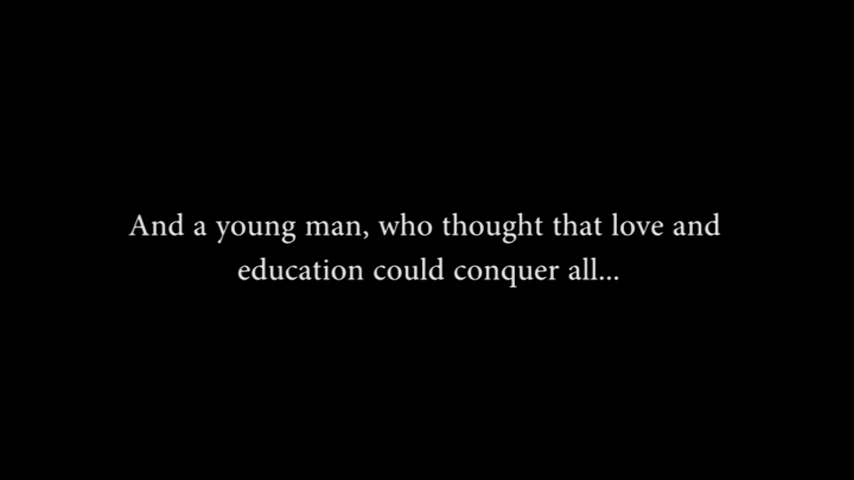 And a young man, who thought that love and
education could conquer all...